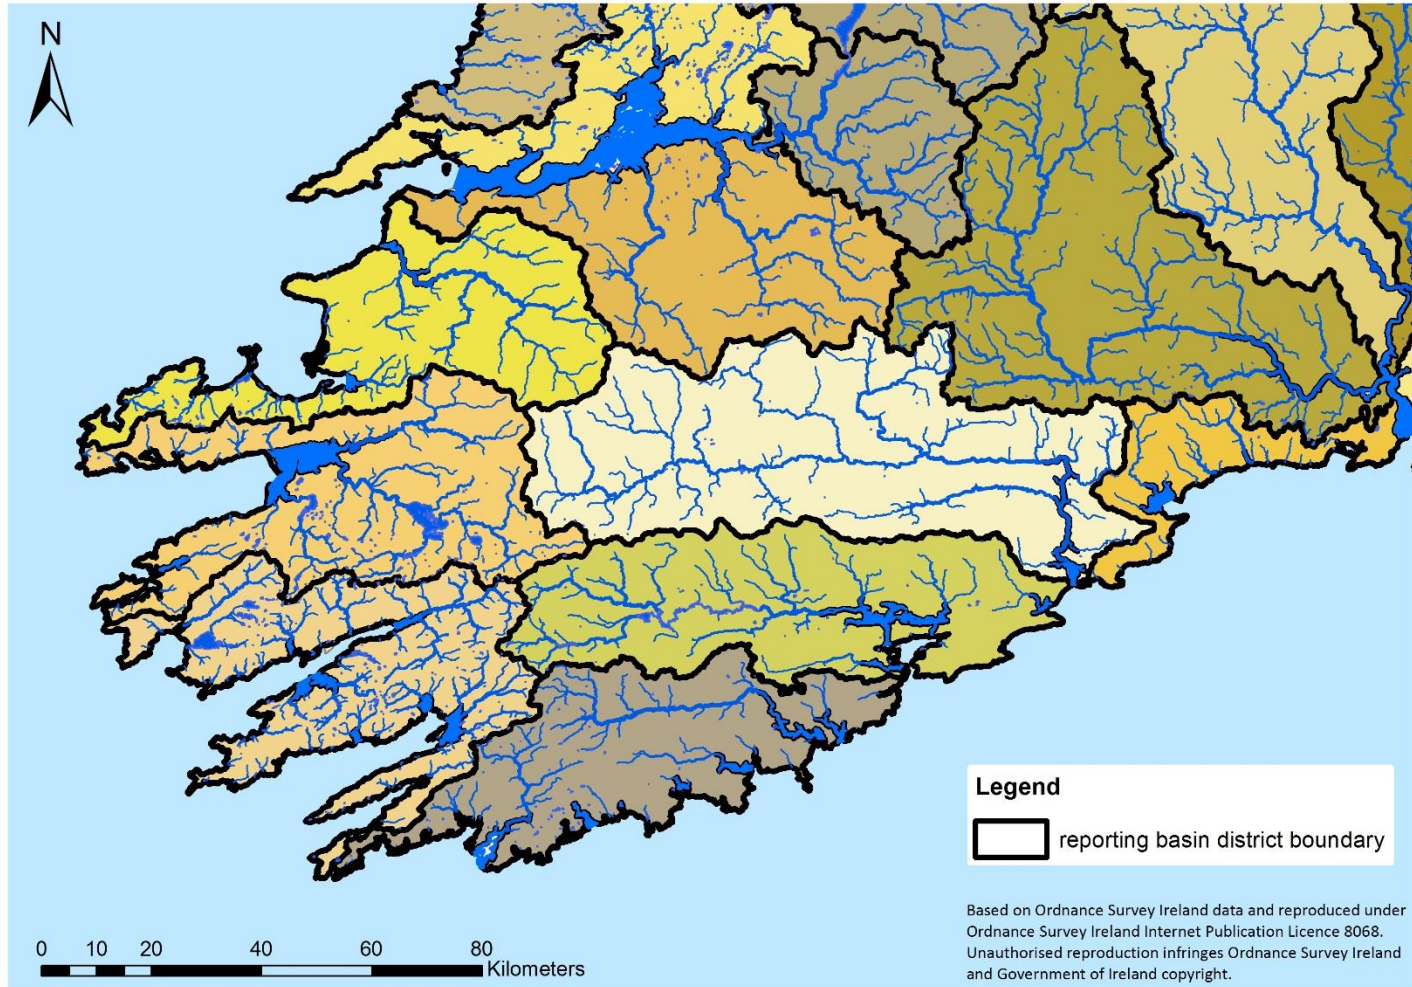 N
Legend
reporting basin district boundary
Based on Ordnance Survey Ireland data and reproduced under
Ordnance Survey Ireland Internet Publication Licence 8068.
Unauthorised reproduction infringes Ordnance Survey Ireland
and Government of Ireland copyright.
0 10 20 40 60 80
Kilometers